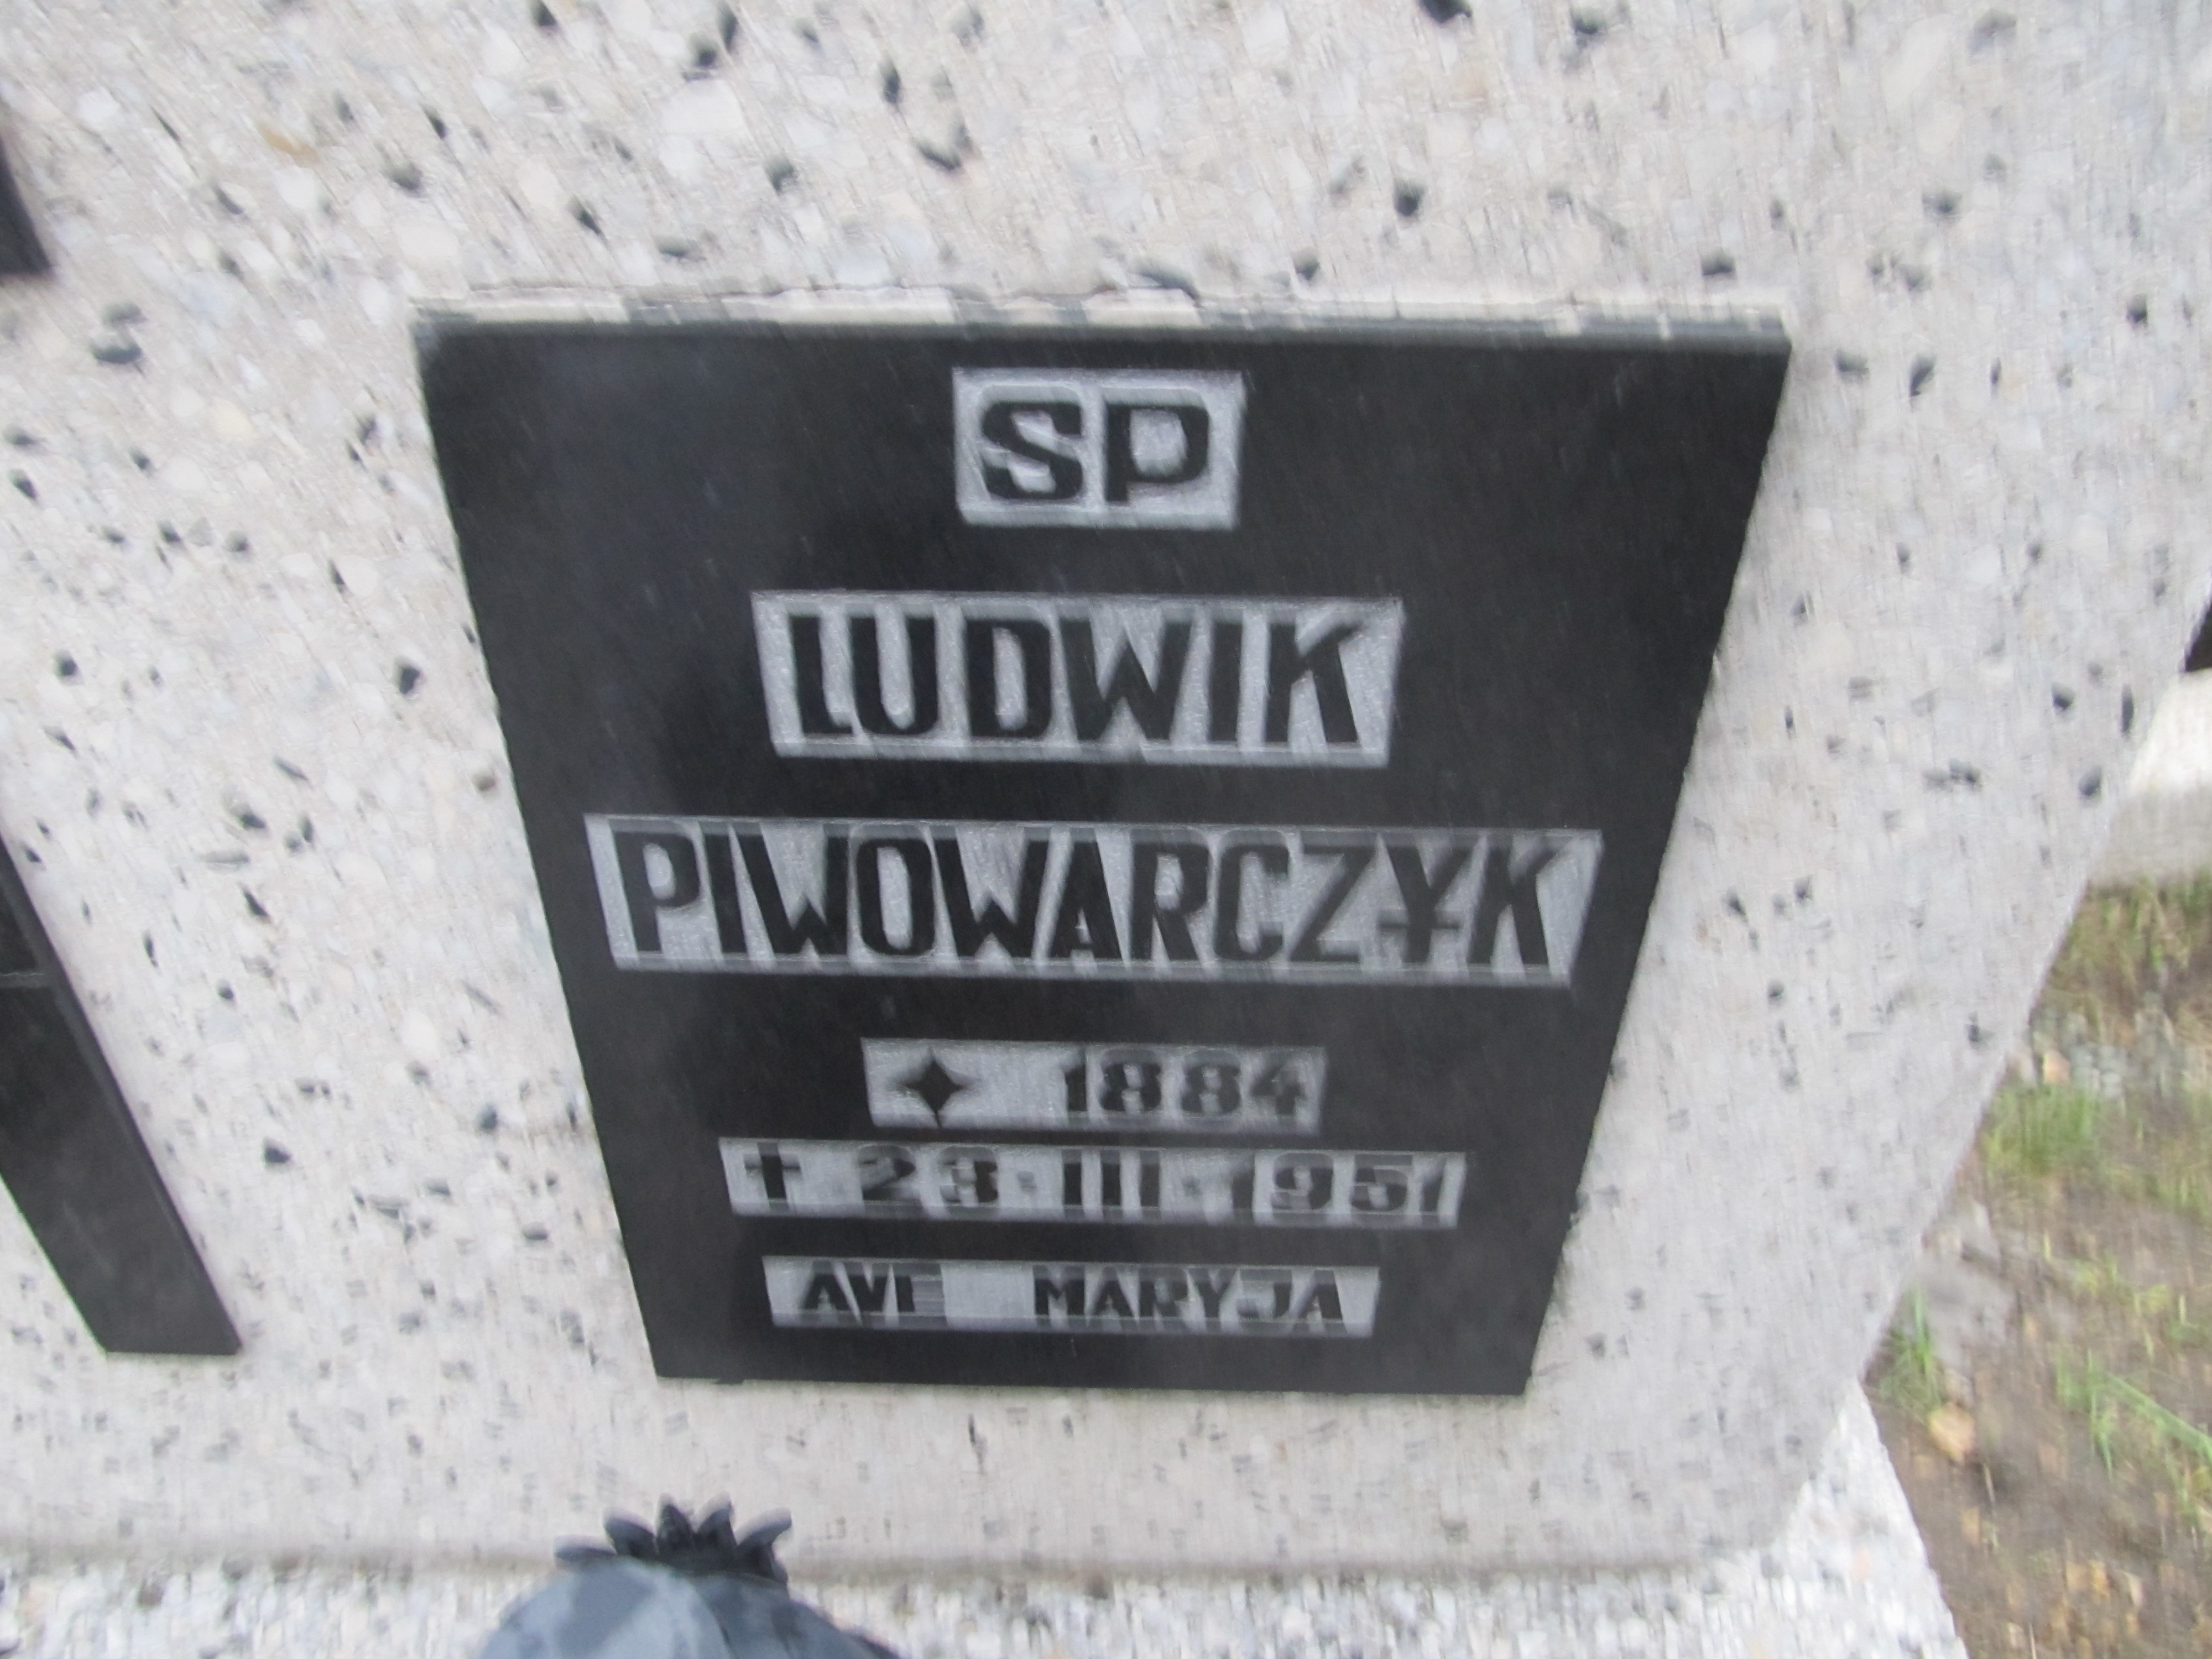 SP
LUDWIK
PIWOWARCZYK
✦ 1884
† 23·III·1951
AVE MARYJA